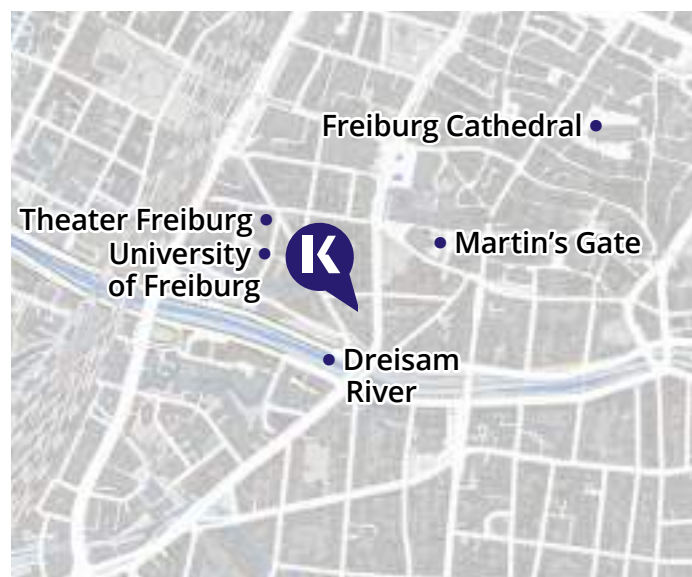 Freiburg Cathedral
Theater Freiburg
University
of Freiburg
K
Martin's Gate
Dreisam
River